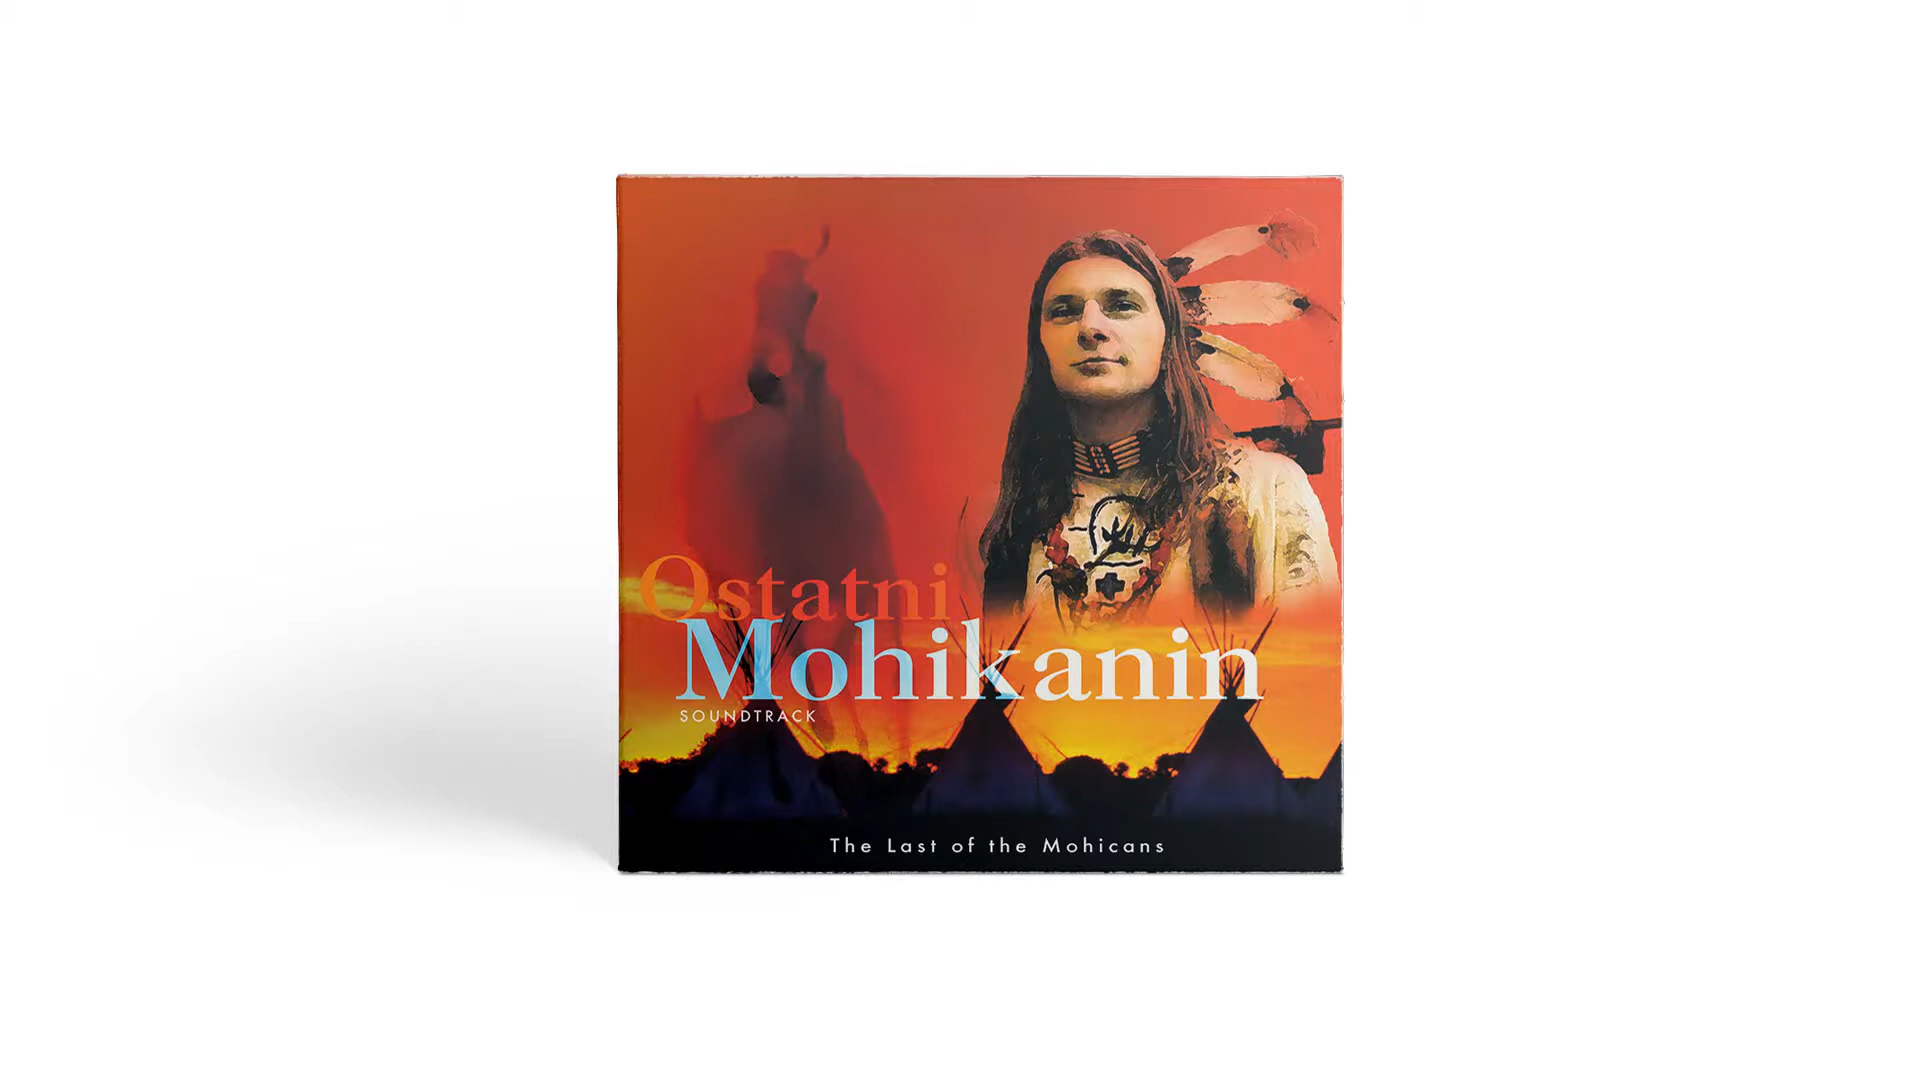 Ostatni
Mohikanin
SOUNDTRACK
The Last of the Mohicans